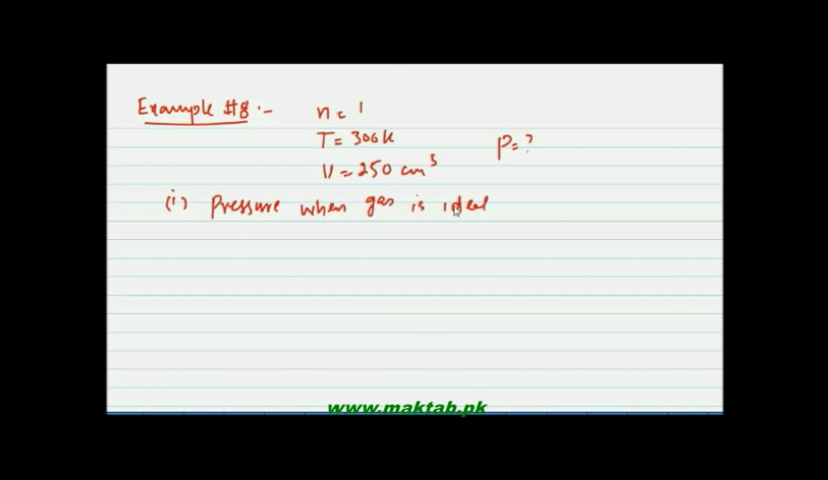 Example #8 :-
n = 1
T = 300K
V = 250 cm³
P = ?
(i) Pressure when gas is ideal
www.maktab.pk